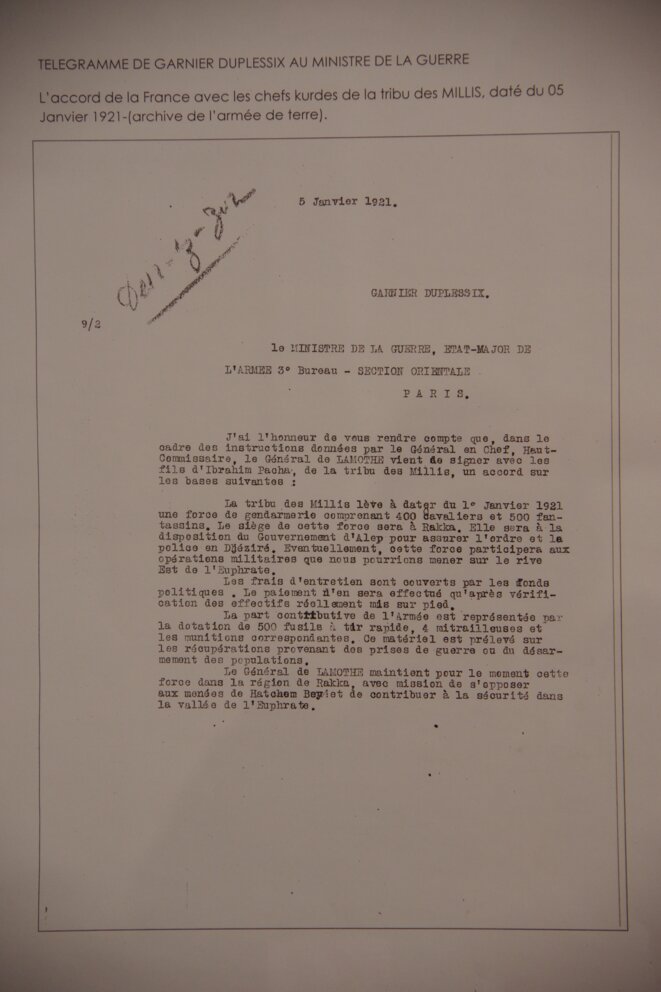 TELEGRAMME DE GARNIER DUPLESSIX AU MINISTRE DE LA GUERRE
L'accord de la France avec les chefs kurdes de la tribu des MILLIS, daté du 05
Janvier 1921-(archive de l'armée de terre).
5 Janvier 1921.
GARNIER DUPLESSIX.
9/2
le MINISTRE DE LA GUERRE, ETAT-MAJOR DE
L'ARMEE 3° Bureau - SECTION ORIENTALE
P A R I S.
J'ai l'honneur de vous rendre compte que, dans le
cadre des instructions données par le Général en Chef, Haut-
Commissaire, le Général de LAMOTHE vient de signer avec les
fils d'Ibrahim Pacha, de la tribu des Millis, un accord sur
les bases suivantes :
La tribu des Millis lève à dater du 1° Janvier 1921
une force de gendarmerie comprenant 400 cavaliers et 500 fan-
tassins. Le siège de cette force sera à Rakka. Elle sera à la
disposition du Gouvernement d'Alep pour assurer l'ordre et la
police en Djéziré. Eventuellement, cette force participera aux
opérations militaires que nous pourrions mener sur le rive
Est de l'Euphrate.
Les frais d'entretien sont couverts par les fonds
politiques . Le paiement n'en sera effectué qu'après vérifi-
cation des effectifs réellement mis sur pied.
La part contributive de l'Armée est représentée par
la dotation de 500 fusils à tir rapide, 4 mitrailleuses et
les munitions correspondantes. Ce matériel est prélevé sur
les récupérations provenant des prises de guerre ou du désar-
mement des populations.
Le Général de LAMOTHE maintient pour le moment cette
force dans la région de Rakka, avec mission de s'opposer
aux menées de Hatchem Bey et de contribuer à la sécurité dans
la vallée de l'Euphrate.